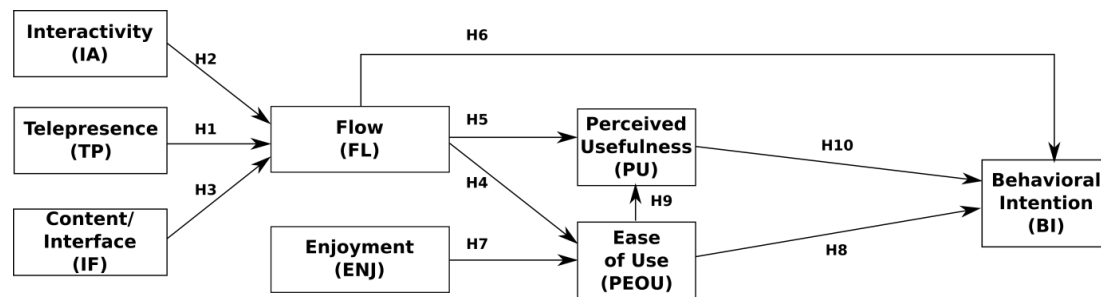 Interactivity
(IA)
H2
H6
Telepresence
(TP)
H1
Flow
(FL)
H5
Perceived
Usefulness
(PU)
H10
H3
H4
H9
Behavioral
Intention
(BI)
Content/
Interface
(IF)
Enjoyment
(ENJ)
H7
Ease
of Use
(PEOU)
H8